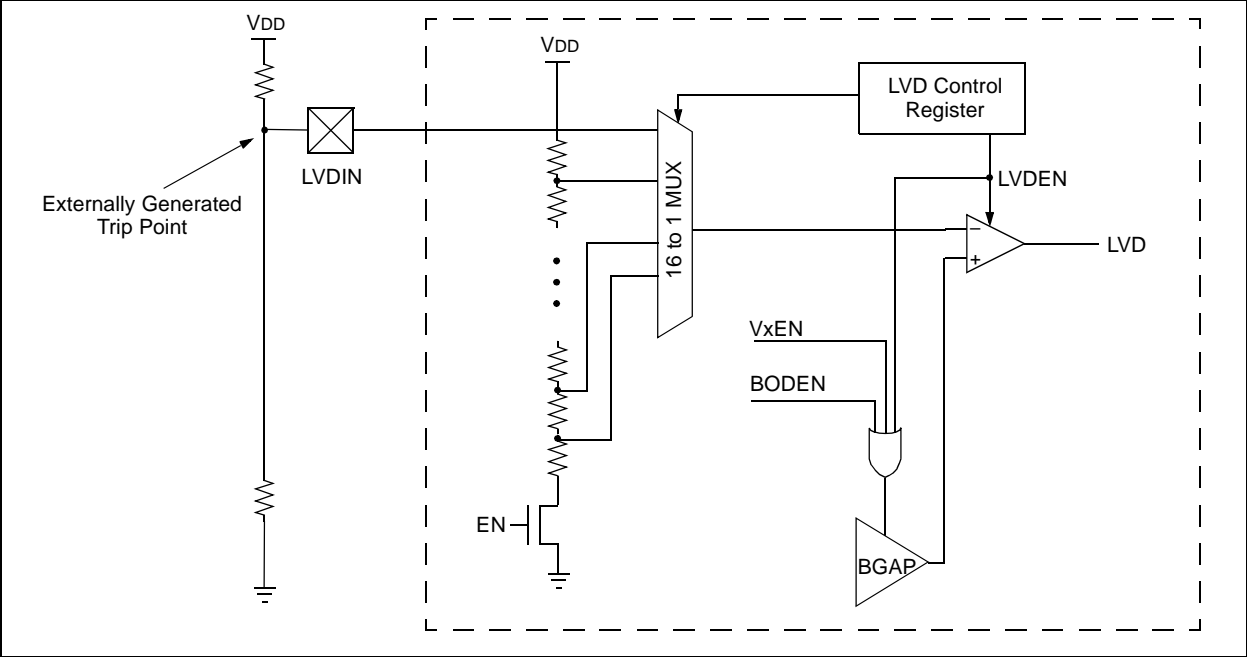 VDD
VDD
LVD Control
Register
LVDIN
16 to 1 MUX
LVDEN
Externally Generated
Trip Point
–
+
LVD
VxEN
BODEN
EN
BGAP